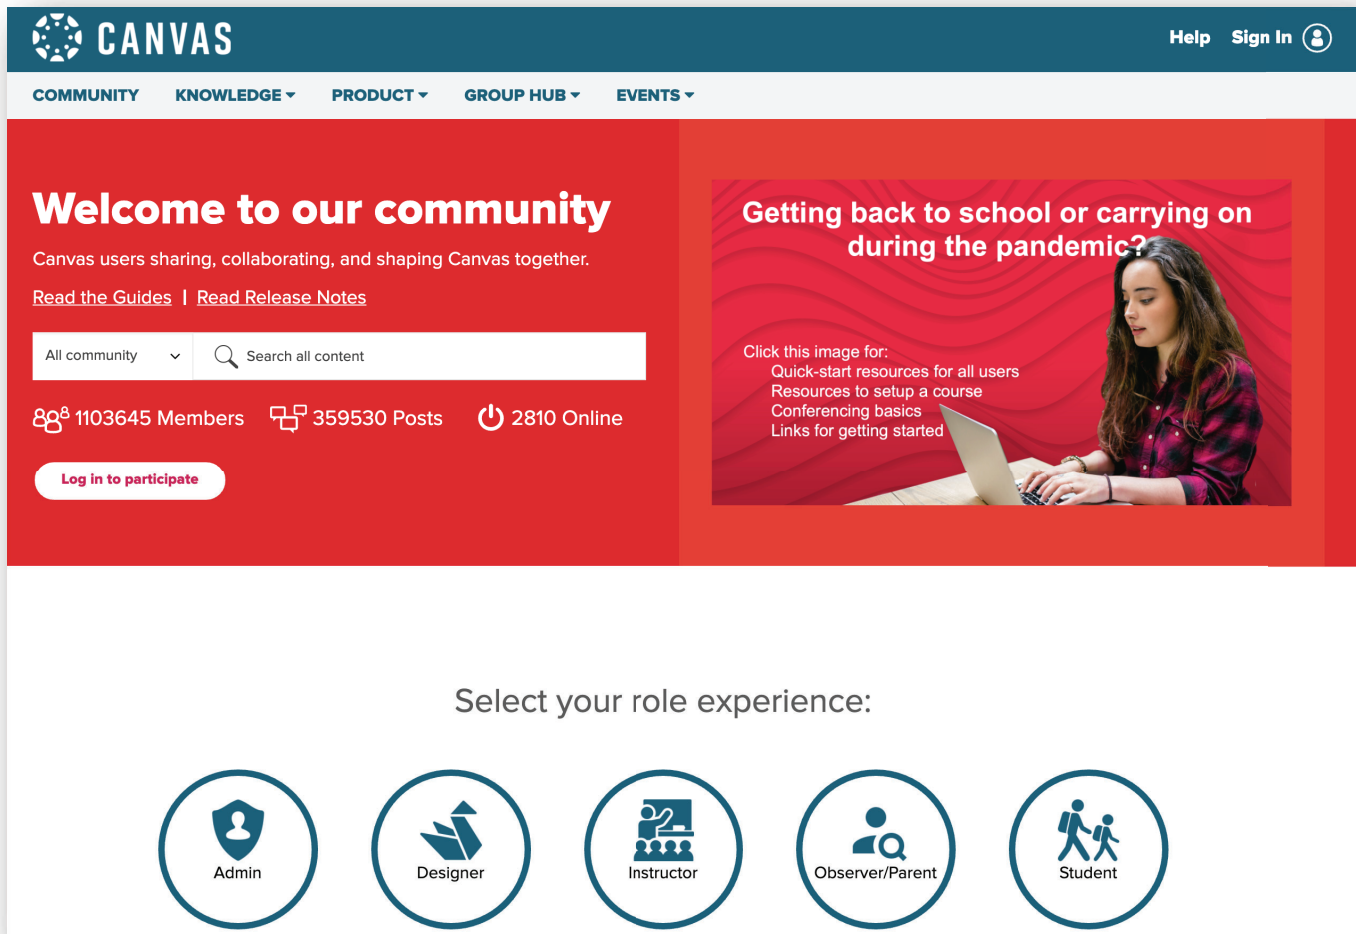 CANVAS
Help Sign In
COMMUNITY KNOWLEDGE PRODUCT GROUP HUB EVENTS
Welcome to our community
Canvas users sharing, collaborating, and shaping Canvas together.
Read the Guides | Read Release Notes
All community Search all content
1103645 Members 359530 Posts 2810 Online
Log in to participate
Getting back to school or carrying on
during the pandemic?
Click this image for:
Quick-start resources for all users
Resources to setup a course
Conferencing basics
Links for getting started
Select your role experience:
Admin Designer Instructor Observer/Parent Student